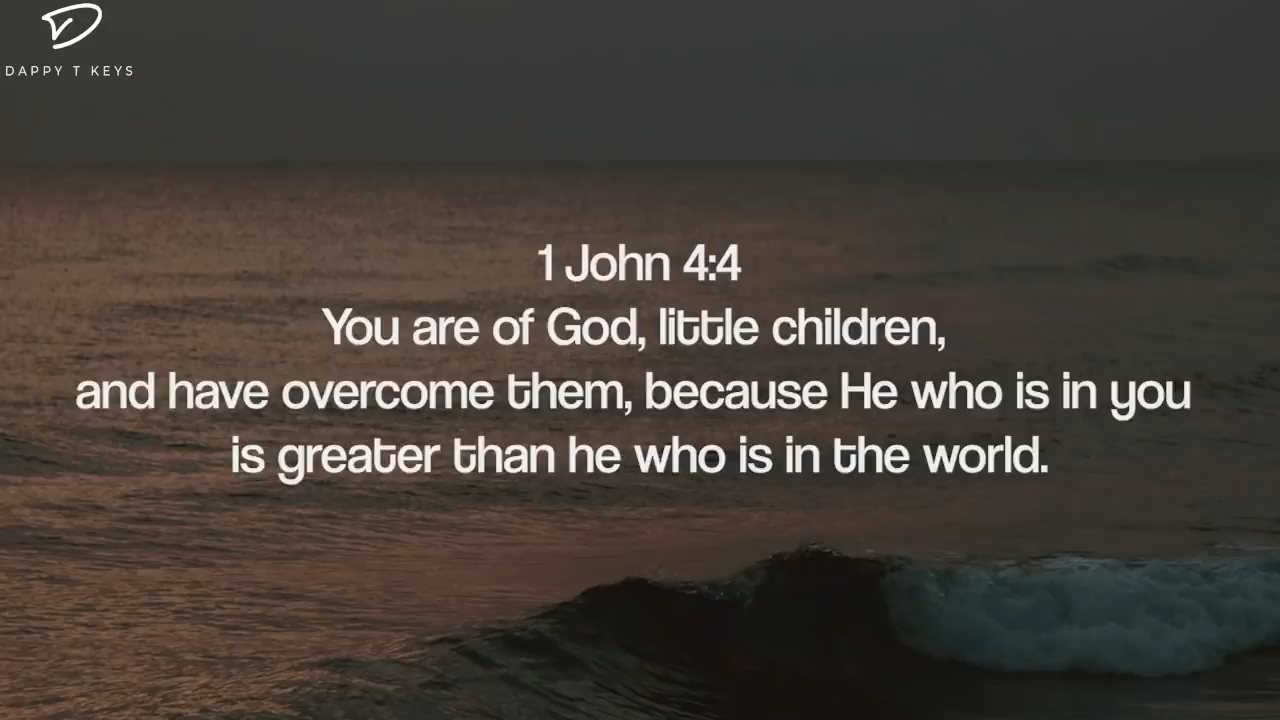 DAPPY T KEYS
1 John 4:4
You are of God, little children,
and have overcome them, because He who is in you
is greater than he who is in the world.